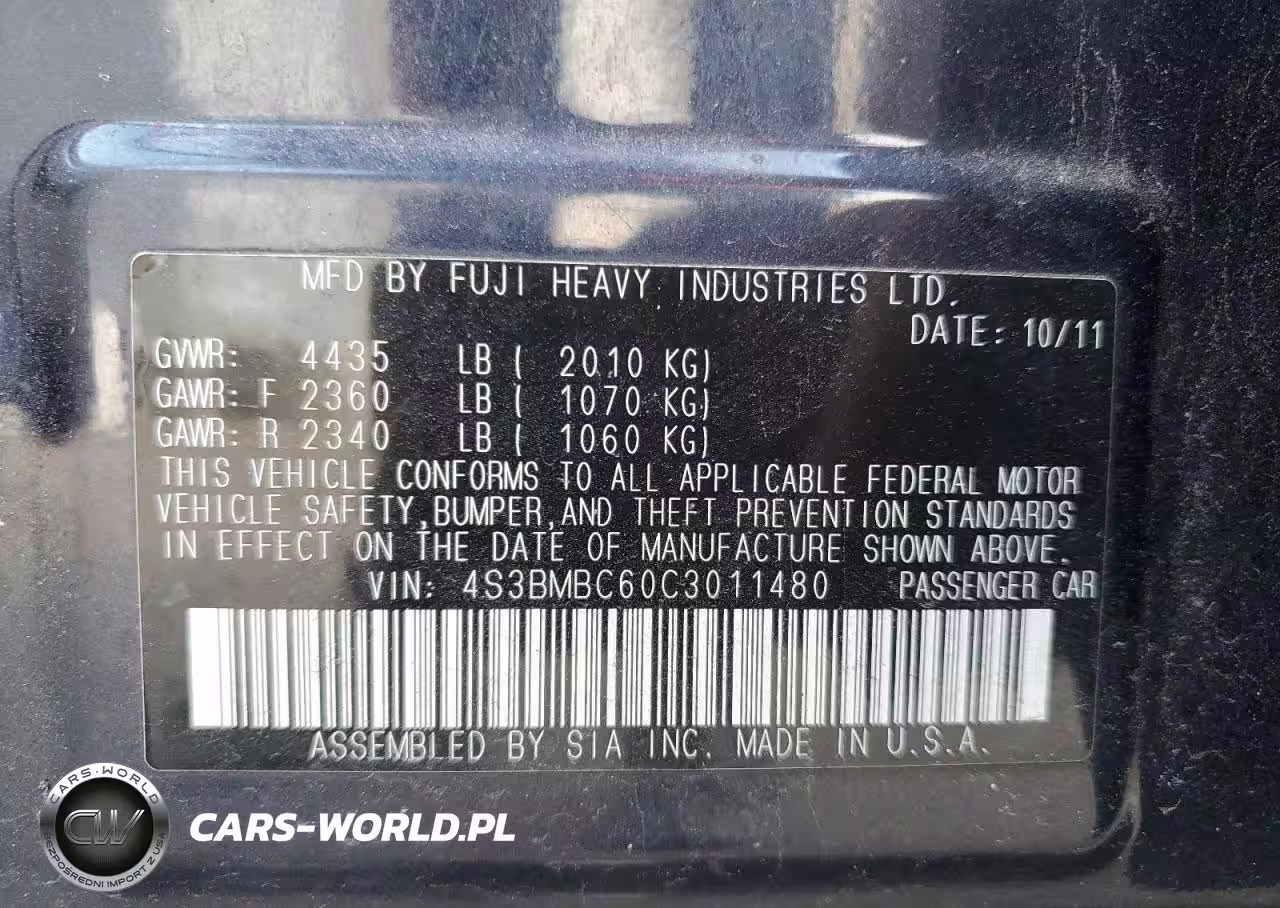 MFD BY FUJI HEAVY INDUSTRIES LTD.
DATE: 10/11
GVWR: 4435 LB ( 2010 KG)
GAWR: F 2360 LB ( 1070 KG)
GAWR: R 2340 LB ( 1060 KG)
THIS VEHICLE CONFORMS TO ALL APPLICABLE FEDERAL MOTOR
VEHICLE SAFETY,BUMPER,AND THEFT PREVENTION STANDARDS
IN EFFECT ON THE DATE OF MANUFACTURE SHOWN ABOVE.
VIN: 4S3BMBC60C3011480 PASSENGER CAR
ASSEMBLED BY SIA INC. MADE IN U.S.A.
CARS-WORLD
CW
BEZPOŚREDNI IMPORT Z USA
CARS-WORLD.PL